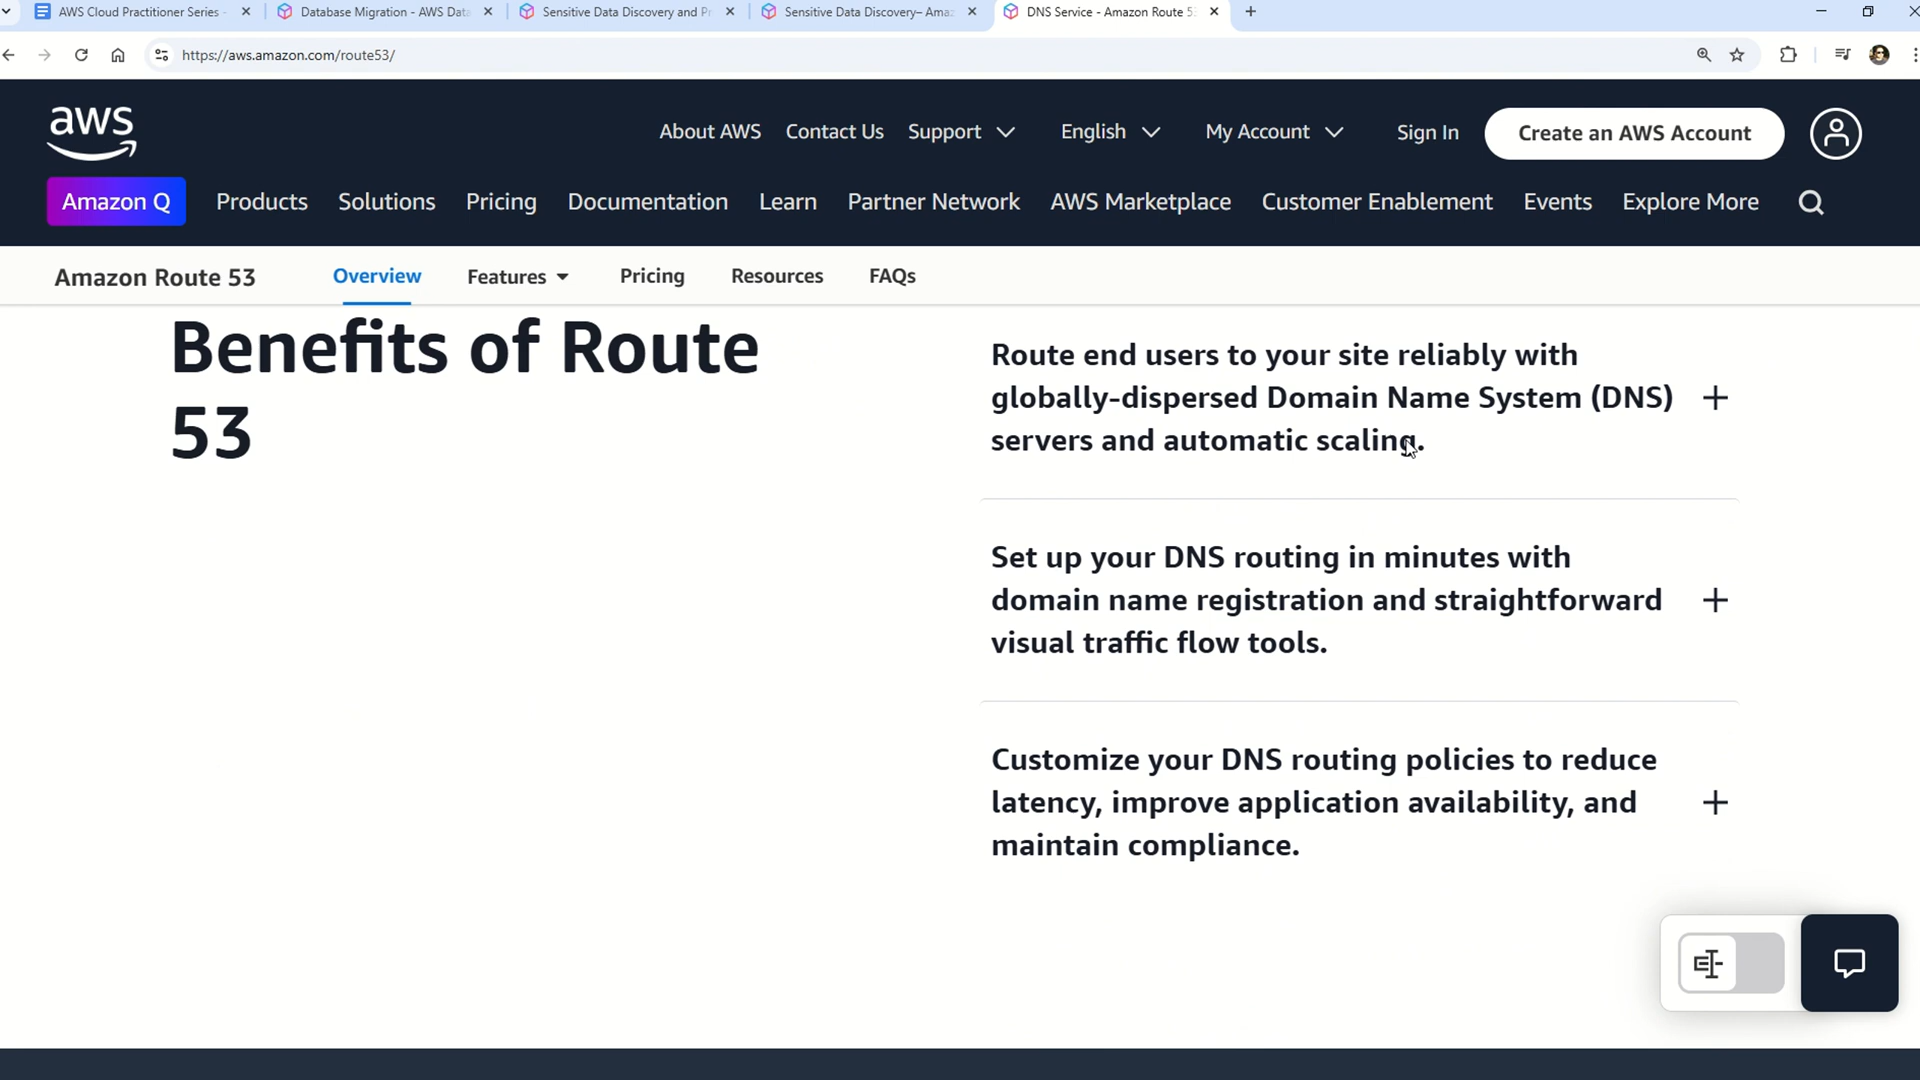 AWS Cloud Practitioner Series -
Database Migration - AWS Data
Sensitive Data Discovery and Pr
Sensitive Data Discovery– Amaz
DNS Service - Amazon Route 53
https://aws.amazon.com/route53/
aws
About AWS Contact Us Support English My Account Sign In Create an AWS Account
Amazon Q Products Solutions Pricing Documentation Learn Partner Network AWS Marketplace Customer Enablement Events Explore More
Amazon Route 53 Overview Features Pricing Resources FAQs
Benefits of Route
53
Route end users to your site reliably with
globally-dispersed Domain Name System (DNS)
servers and automatic scaling.
Set up your DNS routing in minutes with
domain name registration and straightforward
visual traffic flow tools.
Customize your DNS routing policies to reduce
latency, improve application availability, and
maintain compliance.